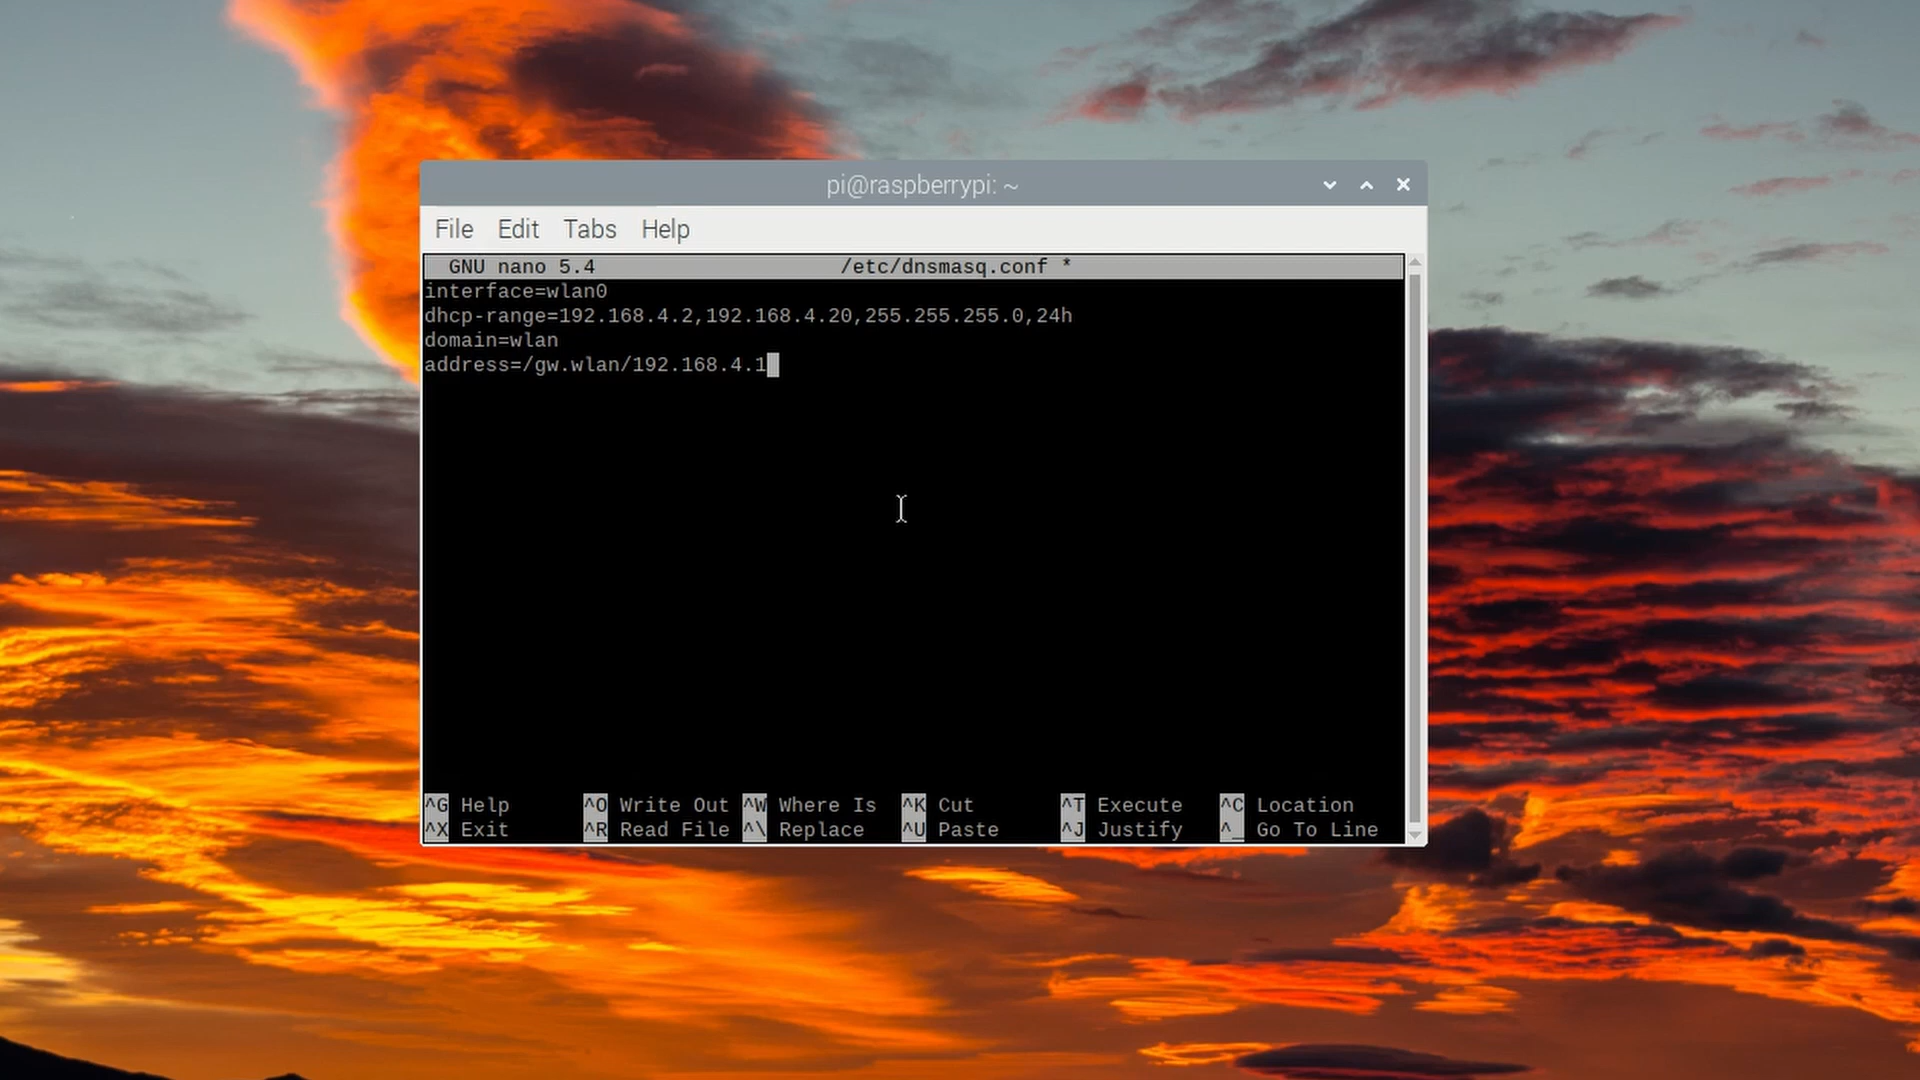 pi@raspberrypi: ~
File Edit Tabs Help
GNU nano 5.4 /etc/dnsmasq.conf *
interface=wlan0
dhcp-range=192.168.4.2,192.168.4.20,255.255.255.0,24h
domain=wlan
address=/gw.wlan/192.168.4.1
^G Help ^O Write Out ^W Where Is ^K Cut ^T Execute ^C Location
^X Exit ^R Read File ^\ Replace ^U Paste ^J Justify ^_ Go To Line